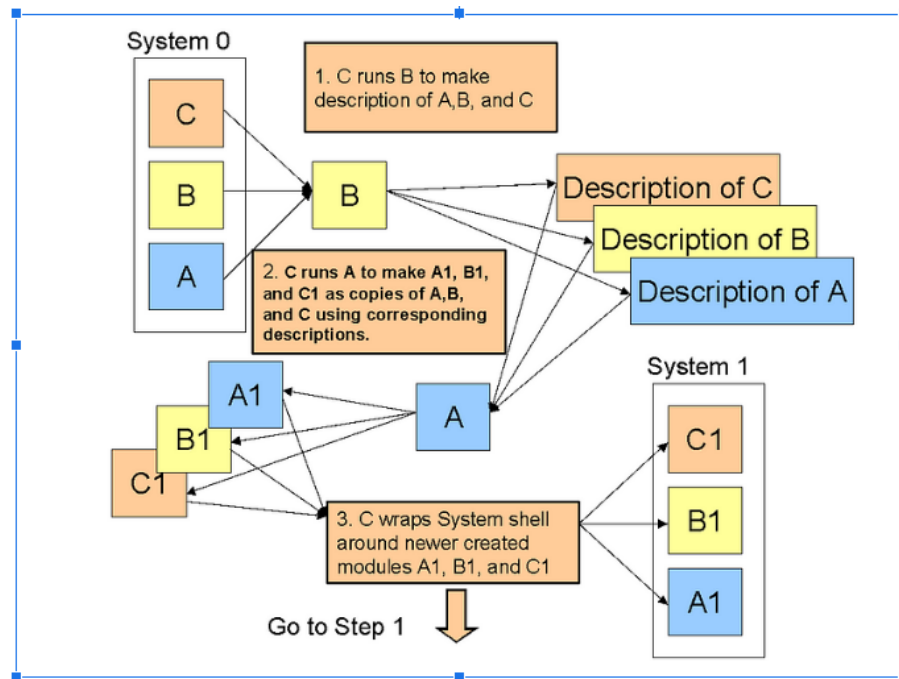 System 0
C
B
A
1. C runs B to make
description of A,B, and C
B
Description of C
Description of B
Description of A
2. C runs A to make A1, B1,
and C1 as copies of A,B,
and C using corresponding
descriptions.
A
A1
B1
C1
3. C wraps System shell
around newer created
modules A1, B1, and C1
Go to Step 1
System 1
C1
B1
A1